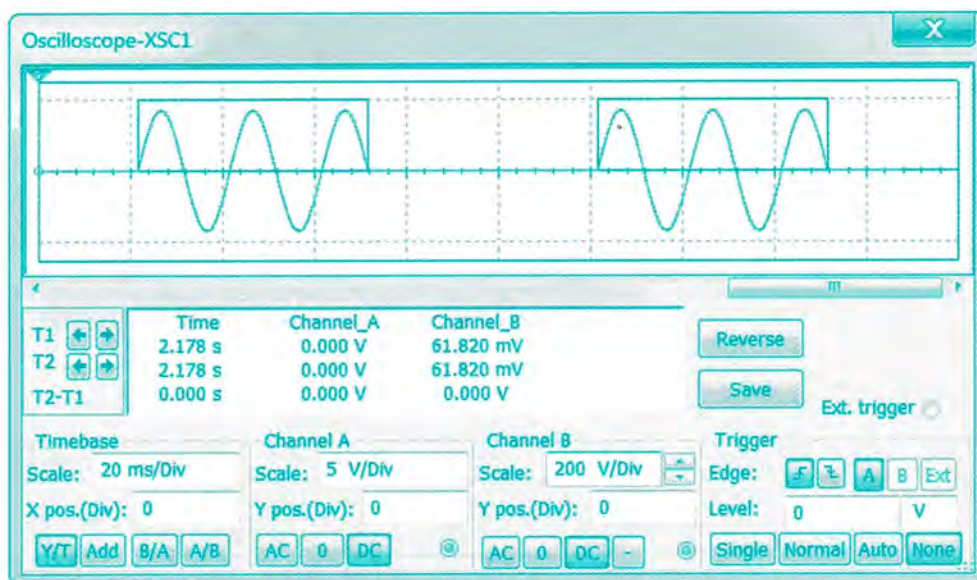 Oscilloscope-XSC1
X
T1 Time Channel_A Channel_B
2.178 s 0.000 V 61.820 mV
T2 2.178 s 0.000 V 61.820 mV
T2-T1 0.000 s 0.000 V 0.000 V
Reverse
Save
Ext. trigger
Timebase
Scale: 20 ms/Div
X pos.(Div): 0
Y/T Add B/A A/B
Channel A
Scale: 5 V/Div
Y pos.(Div): 0
AC 0 DC
Channel B
Scale: 200 V/Div
Y pos.(Div): 0
AC 0 DC -
Trigger
Edge: A B Ext
Level: 0 V
Single Normal Auto None